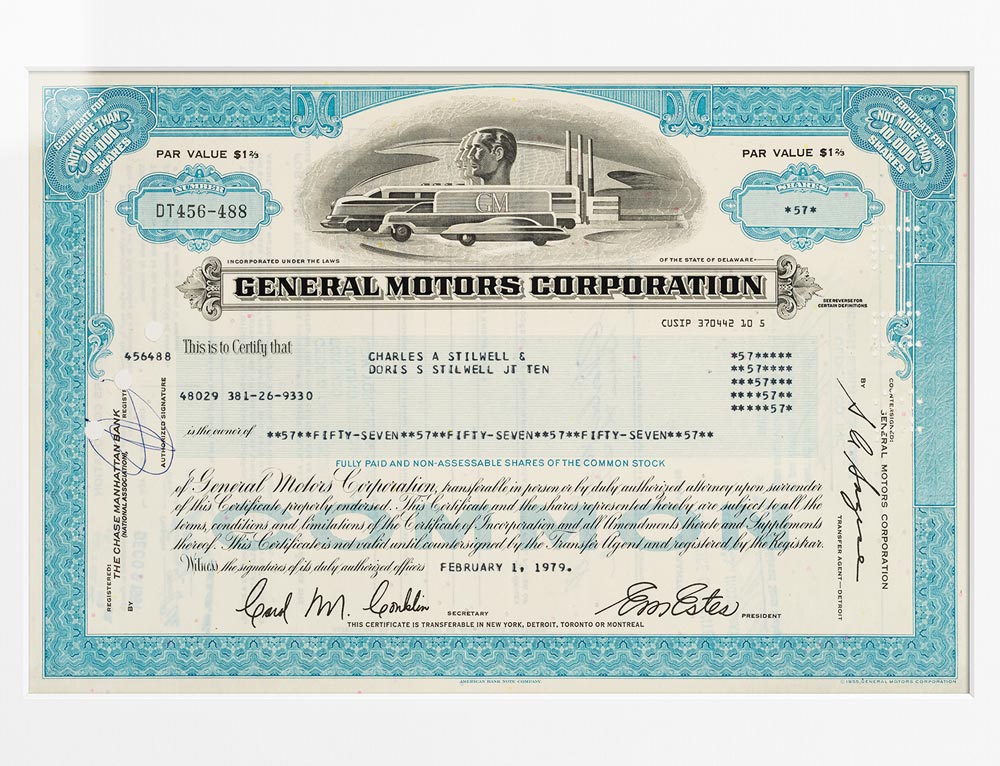 CERTIFICATE FOR
NOT MORE THAN
10,000
SHARES
CERTIFICATE FOR
NOT MORE THAN
10,000
SHARES
PAR VALUE $1⅔
PAR VALUE $1⅔
NUMBER
DT456-488
SHARES
*57*
GM
INCORPORATED UNDER THE LAWS
OF THE STATE OF DELAWARE
GENERAL MOTORS CORPORATION
SEE REVERSE FOR
CERTAIN DEFINITIONS
CUSIP 370442 10 5
This is to Certify that
456488
CHARLES A STILWELL &
DORIS S STILWELL JT TEN
*57*****
**57****
***57***
****57**
*****57*
48029 381-26-9330
is the owner of **57**FIFTY-SEVEN**57**FIFTY-SEVEN**57**FIFTY-SEVEN**57**
FULLY PAID AND NON-ASSESSABLE SHARES OF THE COMMON STOCK
COMMON
of General Motors Corporation, transferable in person or by duly authorized attorney upon surrender
of this Certificate properly endorsed. This Certificate and the shares represented hereby are subject to all the
terms, conditions and limitations of the Certificate of Incorporation and all Amendments thereto and Supplements
thereof. This Certificate is not valid until countersigned by the Transfer Agent and registered by the Registrar.
Witness the signatures of its duly authorized officers FEBRUARY 1, 1979.
Carol M. Conklin
SECRETARY
E M Estes
PRESIDENT
THIS CERTIFICATE IS TRANSFERABLE IN NEW YORK, DETROIT, TORONTO OR MONTREAL
REGISTERED:
THE CHASE MANHATTAN BANK
(NATIONAL ASSOCIATION),
BY
AUTHORIZED SIGNATURE
COUNTERSIGNED:
GENERAL MOTORS CORPORATION
BY
TRANSFER AGENT—DETROIT
AMERICAN BANK NOTE COMPANY.
© 1955, GENERAL MOTORS CORPORATION